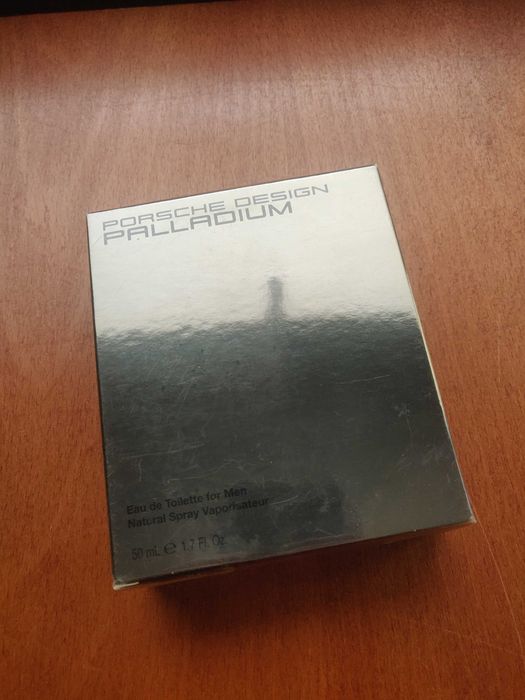 PORSCHE DESIGN
PALLADIUM
Eau de Toilette for Men
Natural Spray Vaporisateur
50 mL ℮ 1.7 Fl. Oz.